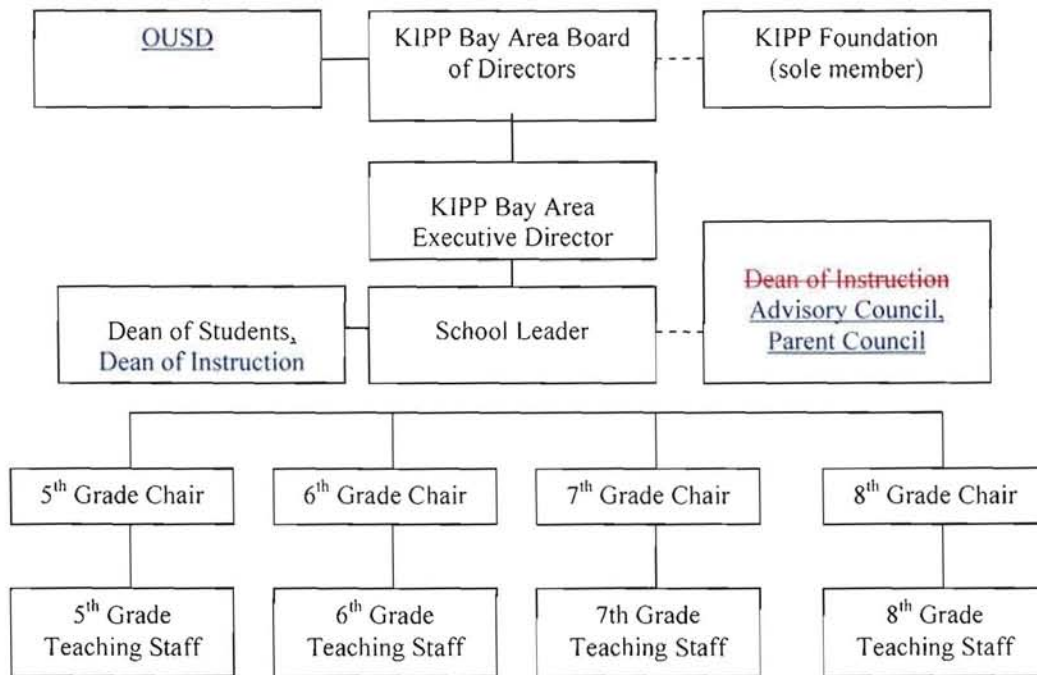 OUSD
KIPP Bay Area Board
of Directors
KIPP Foundation
(sole member)
KIPP Bay Area
Executive Director
Dean of Students,
Dean of Instruction
School Leader
Dean of Instruction
Advisory Council,
Parent Council
5th Grade Chair
6th Grade Chair
7th Grade Chair
8th Grade Chair
5th Grade
Teaching Staff
6th Grade
Teaching Staff
7th Grade
Teaching Staff
8th Grade
Teaching Staff